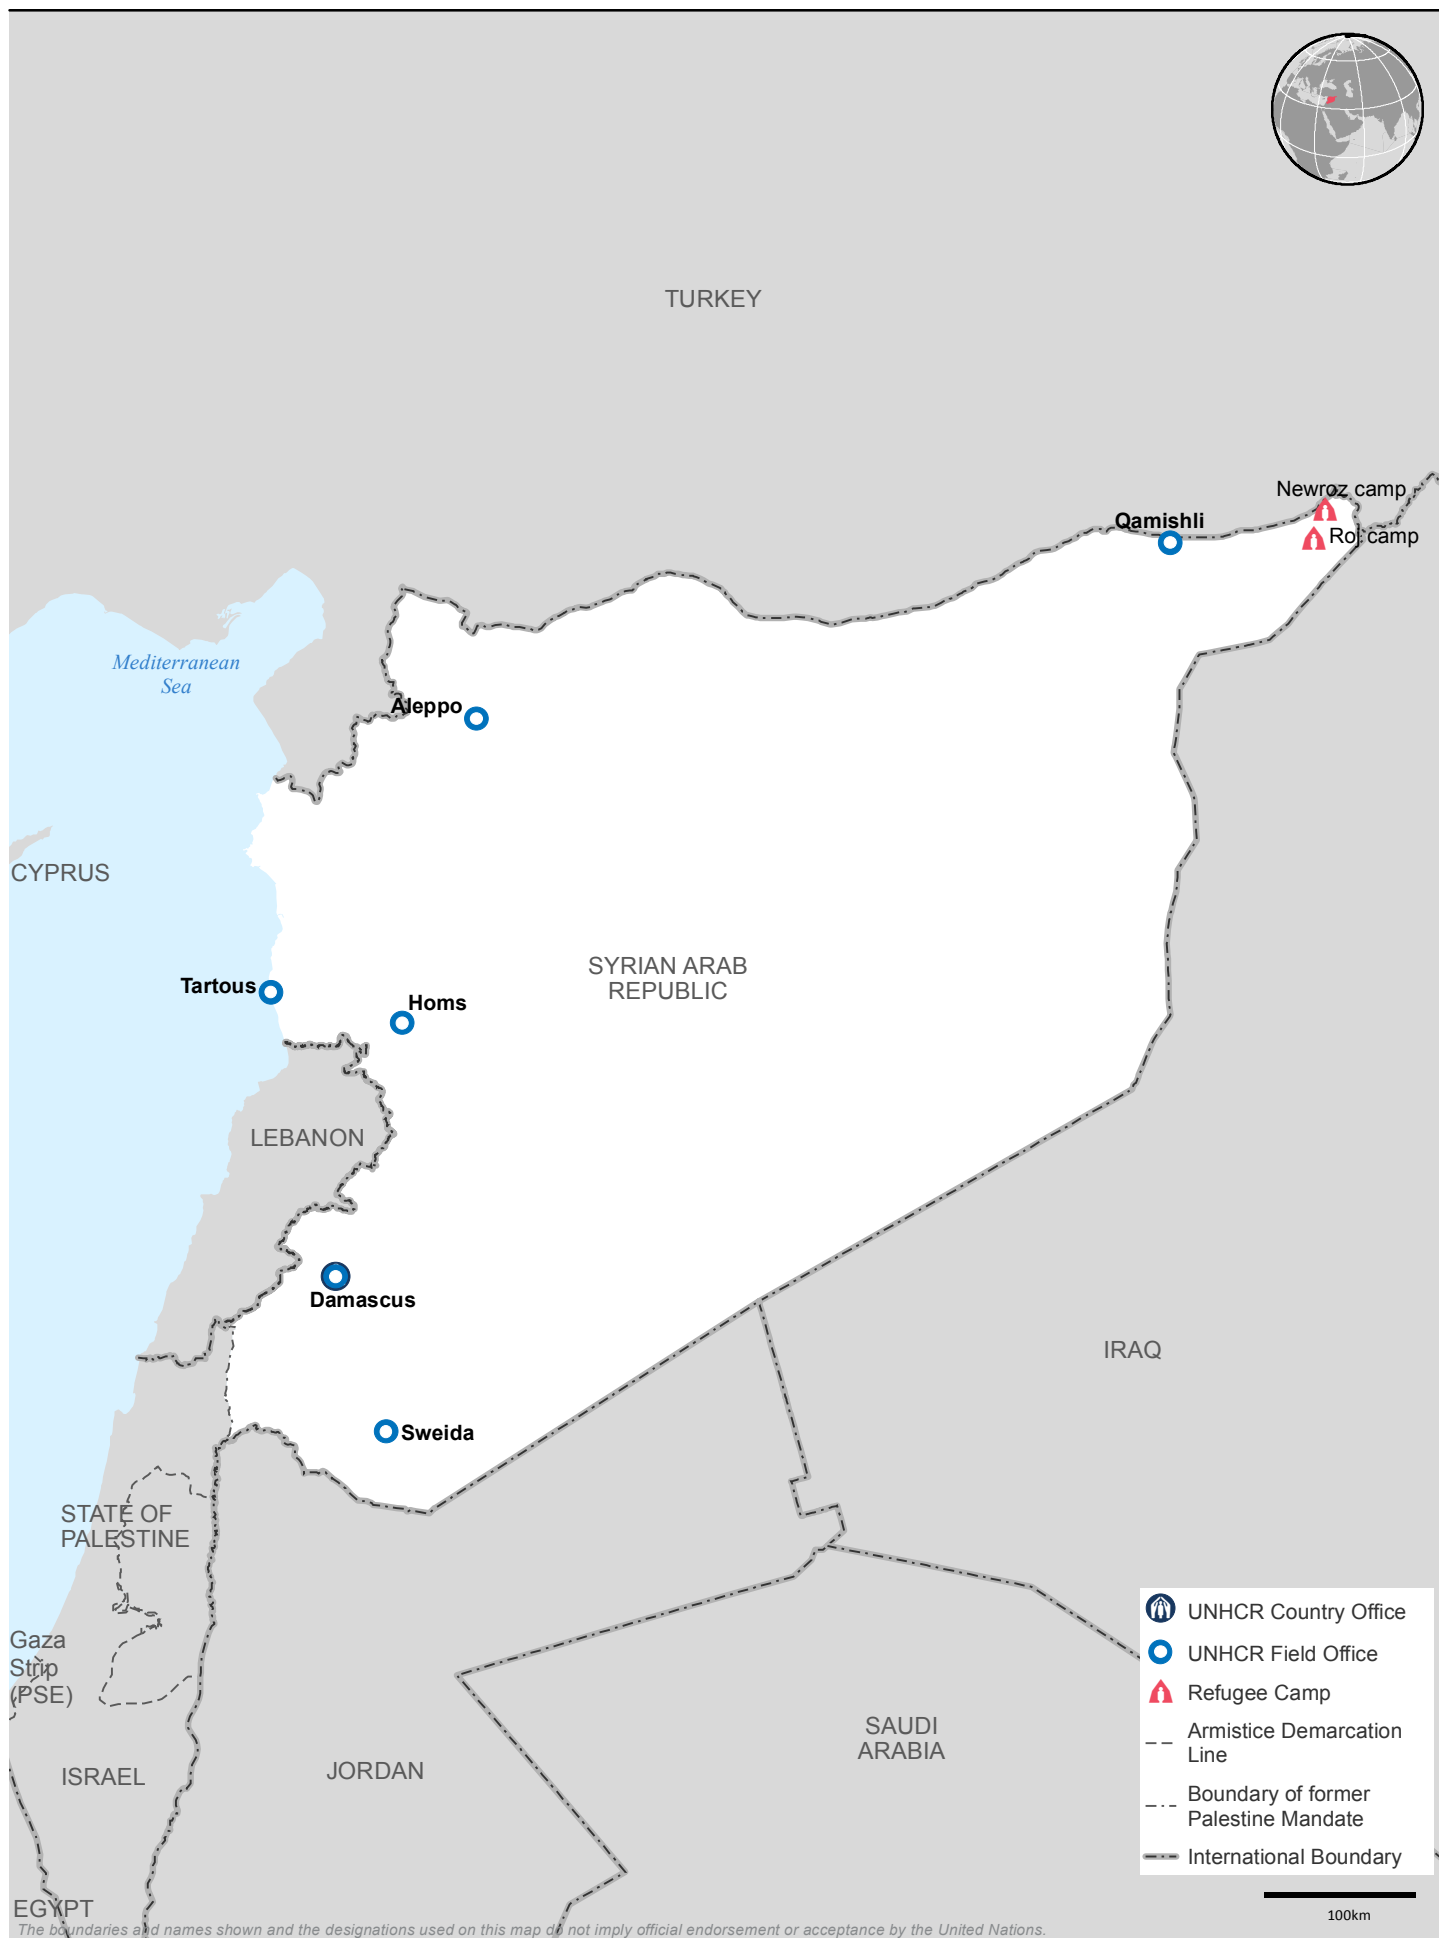 TURKEY
Newroz camp
Qamishli
Rol camp
Mediterranean
Sea
Aleppo
CYPRUS
SYRIAN ARAB
REPUBLIC
Tartous
Homs
LEBANON
Damascus
IRAQ
Sweida
STATE OF
PALESTINE
Gaza
Strip
(PSE)
SAUDI
ARABIA
ISRAEL
JORDAN
EGYPT
UNHCR Country Office
UNHCR Field Office
Refugee Camp
Armistice Demarcation
Line
Boundary of former
Palestine Mandate
International Boundary
100km
The boundaries and names shown and the designations used on this map do not imply official endorsement or acceptance by the United Nations.